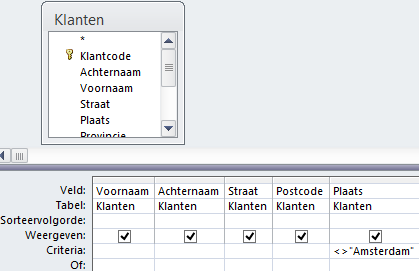 Klanten
*
Klantcode
Achternaam
Voornaam
Straat
Plaats
Provincie
Veld: Voornaam Achternaam Straat Postcode Plaats
Tabel: Klanten Klanten Klanten Klanten Klanten
Sorteervolgorde:
Weergeven:
Criteria: <>"Amsterdam"
Of: